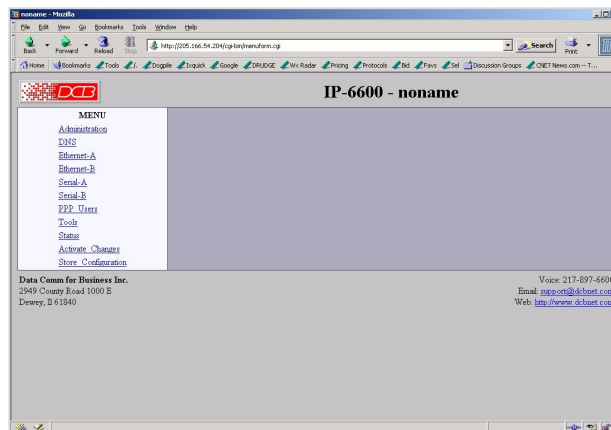 noname - Mozilla
File Edit View Go Bookmarks Tools Window Help
Back Forward Reload Stop http://205.166.54.204/cgi-bin/menuform.cgi Search Print
Home Bookmarks Tools /. Dogpile Ixquick Google DRUDGE Wx Radar Pricing Protocols Bid Favs Sel Discussion Groups CNET News.com -- T...
DCB
IP-6600 - noname
MENU
Administration
DNS
Ethernet-A
Ethernet-B
Serial-A
Serial-B
PPP Users
Tools
Status
Activate Changes
Store Configuration
Data Comm for Business Inc.
2949 County Road 1000 E
Dewey, Il 61840
Voice: 217-897-6600
Email: support@dcbnet.com
Web: http://www.dcbnet.com